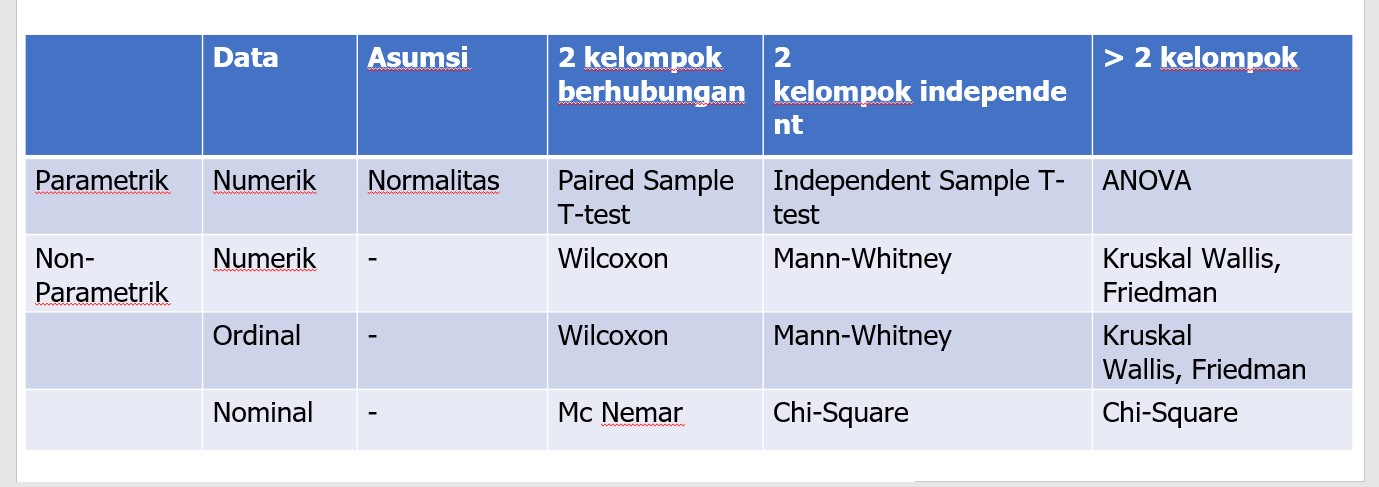 Data Asumsi 2 kelompok 2 > 2 kelompok
berhubungan kelompok independe
nt
Parametrik Numerik Normalitas Paired Sample Independent Sample T- ANOVA
T-test test
Non- Numerik - Wilcoxon Mann-Whitney Kruskal Wallis,
Parametrik Friedman
Ordinal - Wilcoxon Mann-Whitney Kruskal
Wallis, Friedman
Nominal - Mc Nemar Chi-Square Chi-Square